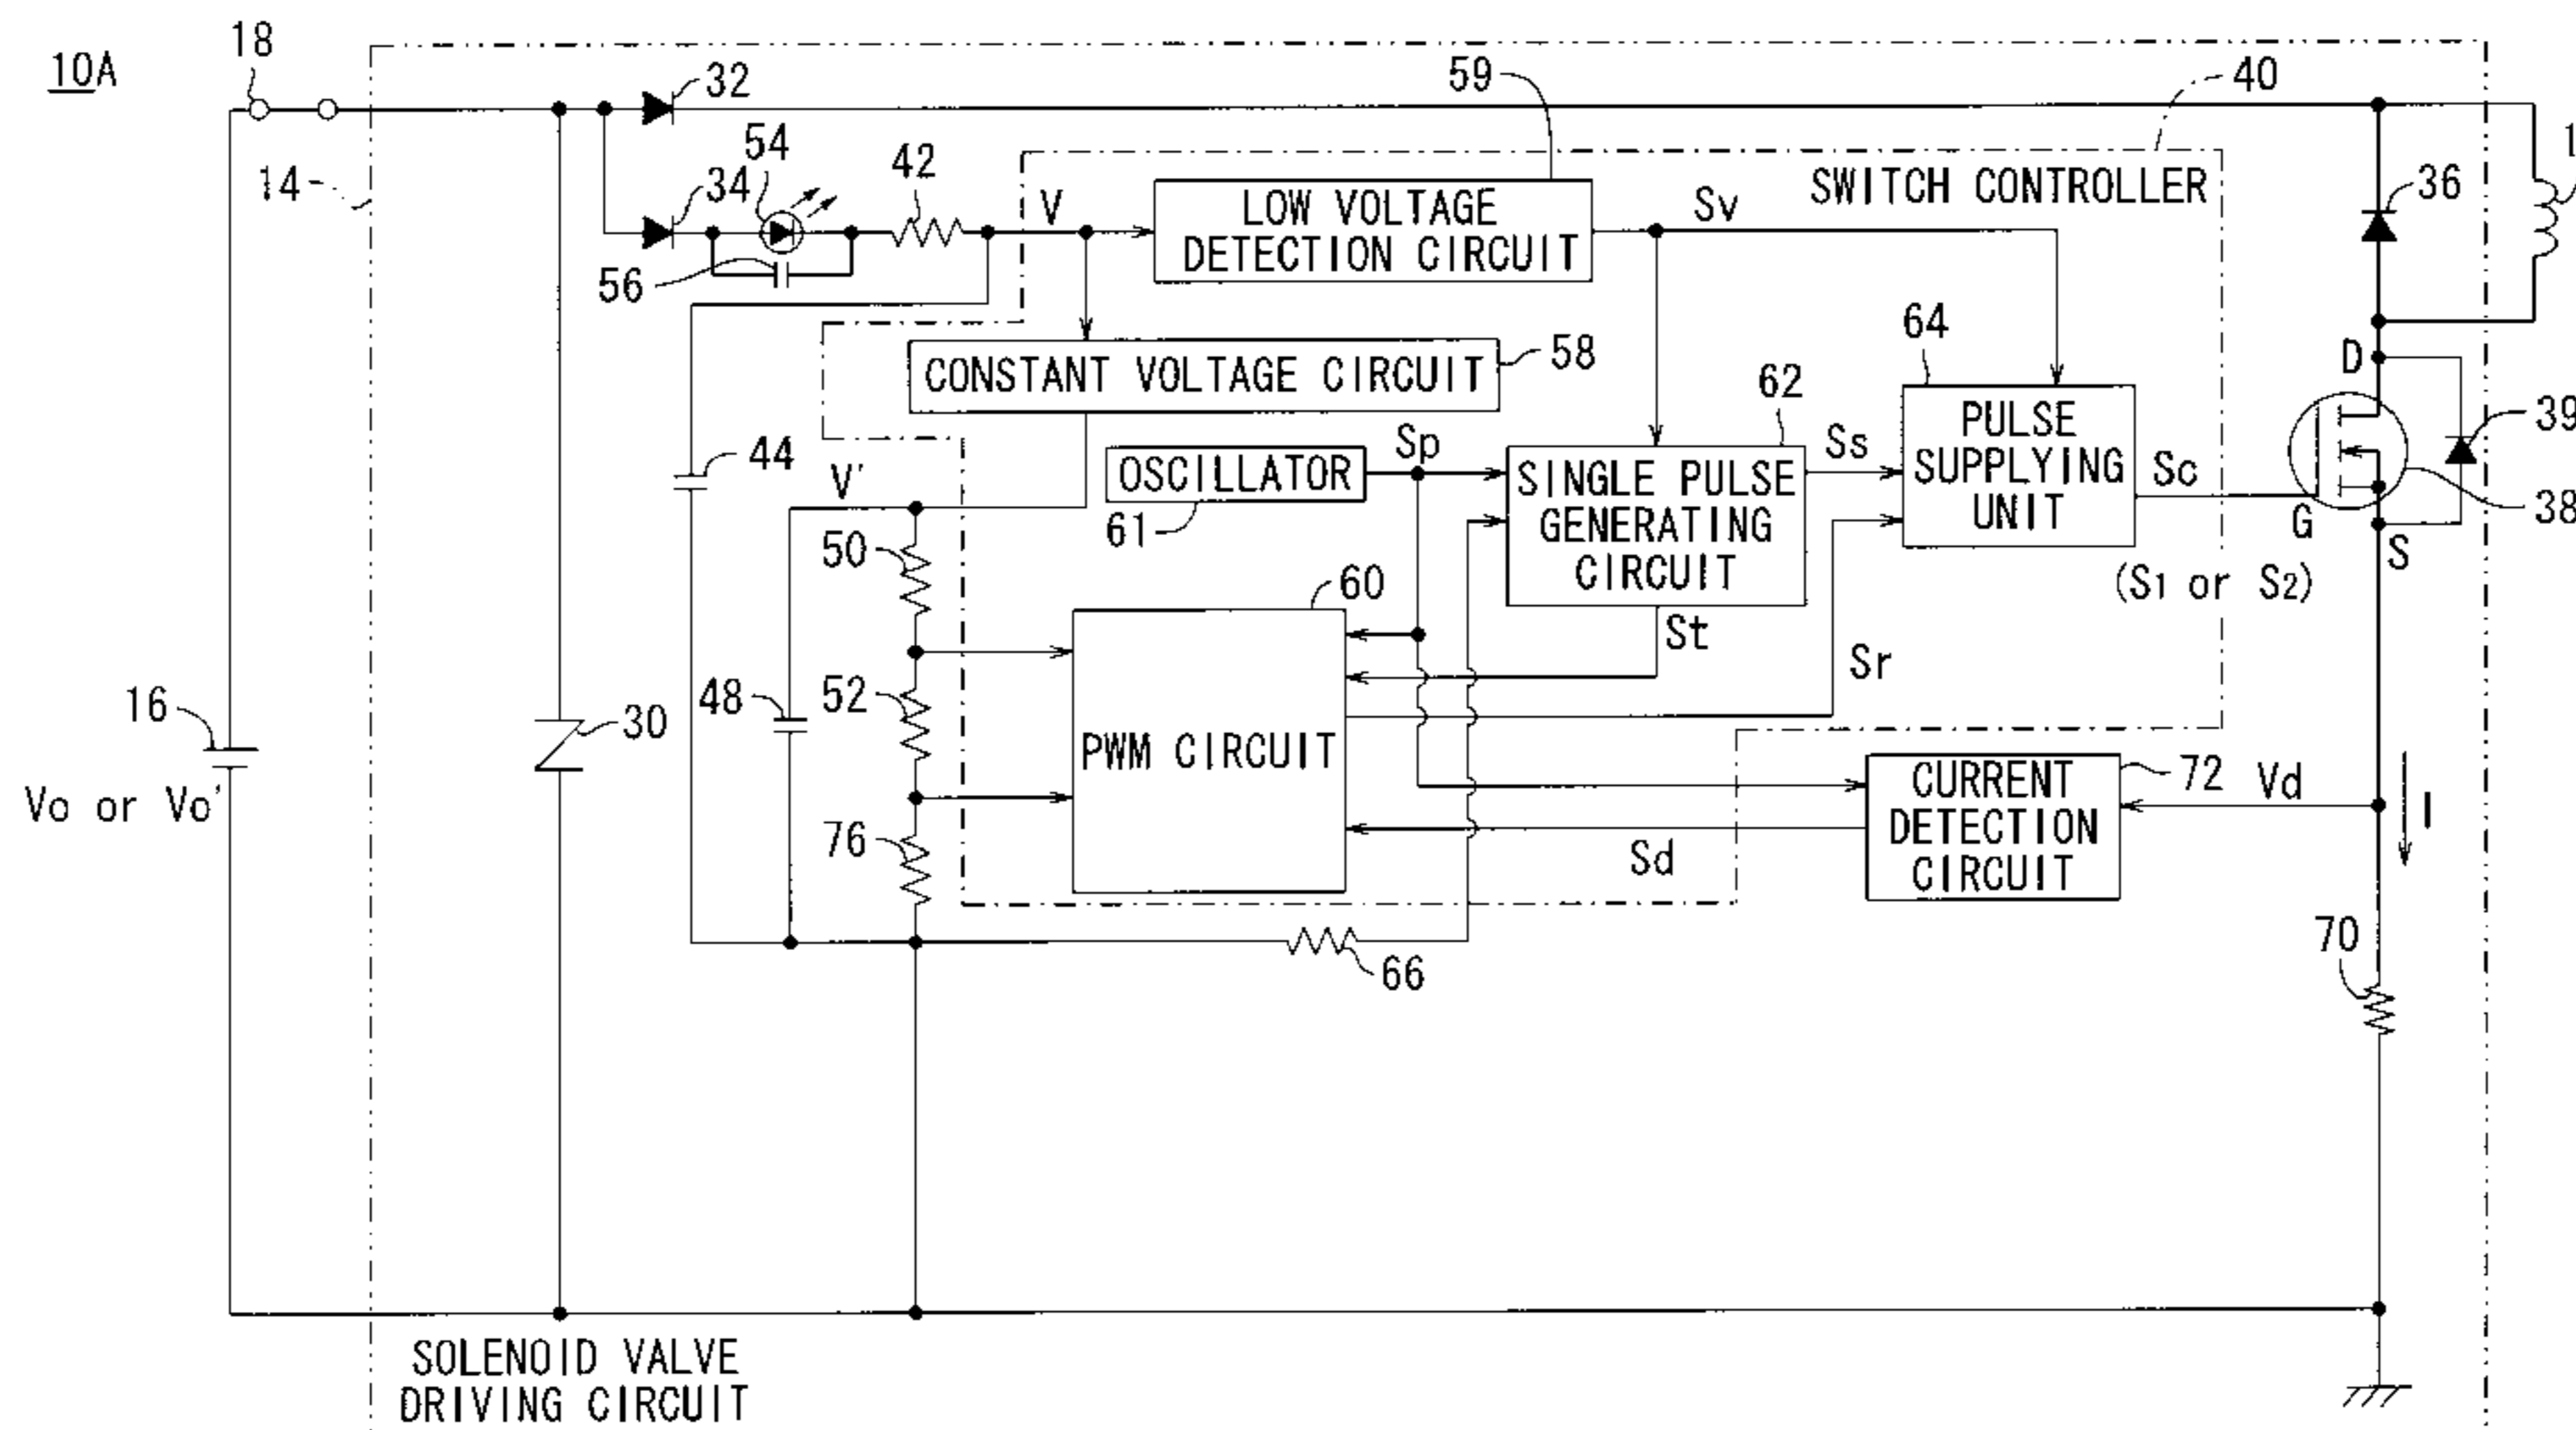 10A
18
32
59
40
54
42
14
34
V
LOW VOLTAGE
DETECTION CIRCUIT
Sv
SWITCH CONTROLLER
36
56
64
CONSTANT VOLTAGE CIRCUIT
58
62
D
44
V'
OSCILLATOR
61
Sp
SINGLE PULSE
GENERATING
CIRCUIT
Ss
PULSE
SUPPLYING
UNIT
Sc
G
S
39
38
(S1 or S2)
50
60
St
Sr
16
Vo or Vo'
30
48
52
PWM CIRCUIT
CURRENT
DETECTION
CIRCUIT
72
Vd
I
76
Sd
66
70
SOLENOID VALVE
DRIVING CIRCUIT